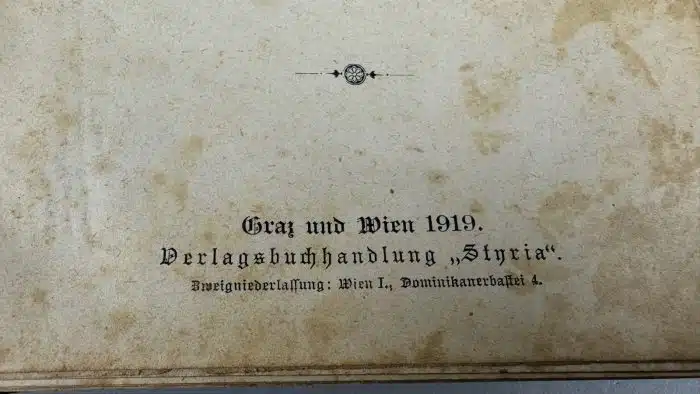 Graz und Wien 1919.
Verlagsbuchhandlung „Styria“.
Zweigniederlassung: Wien I., Dominikanerbastei 4.